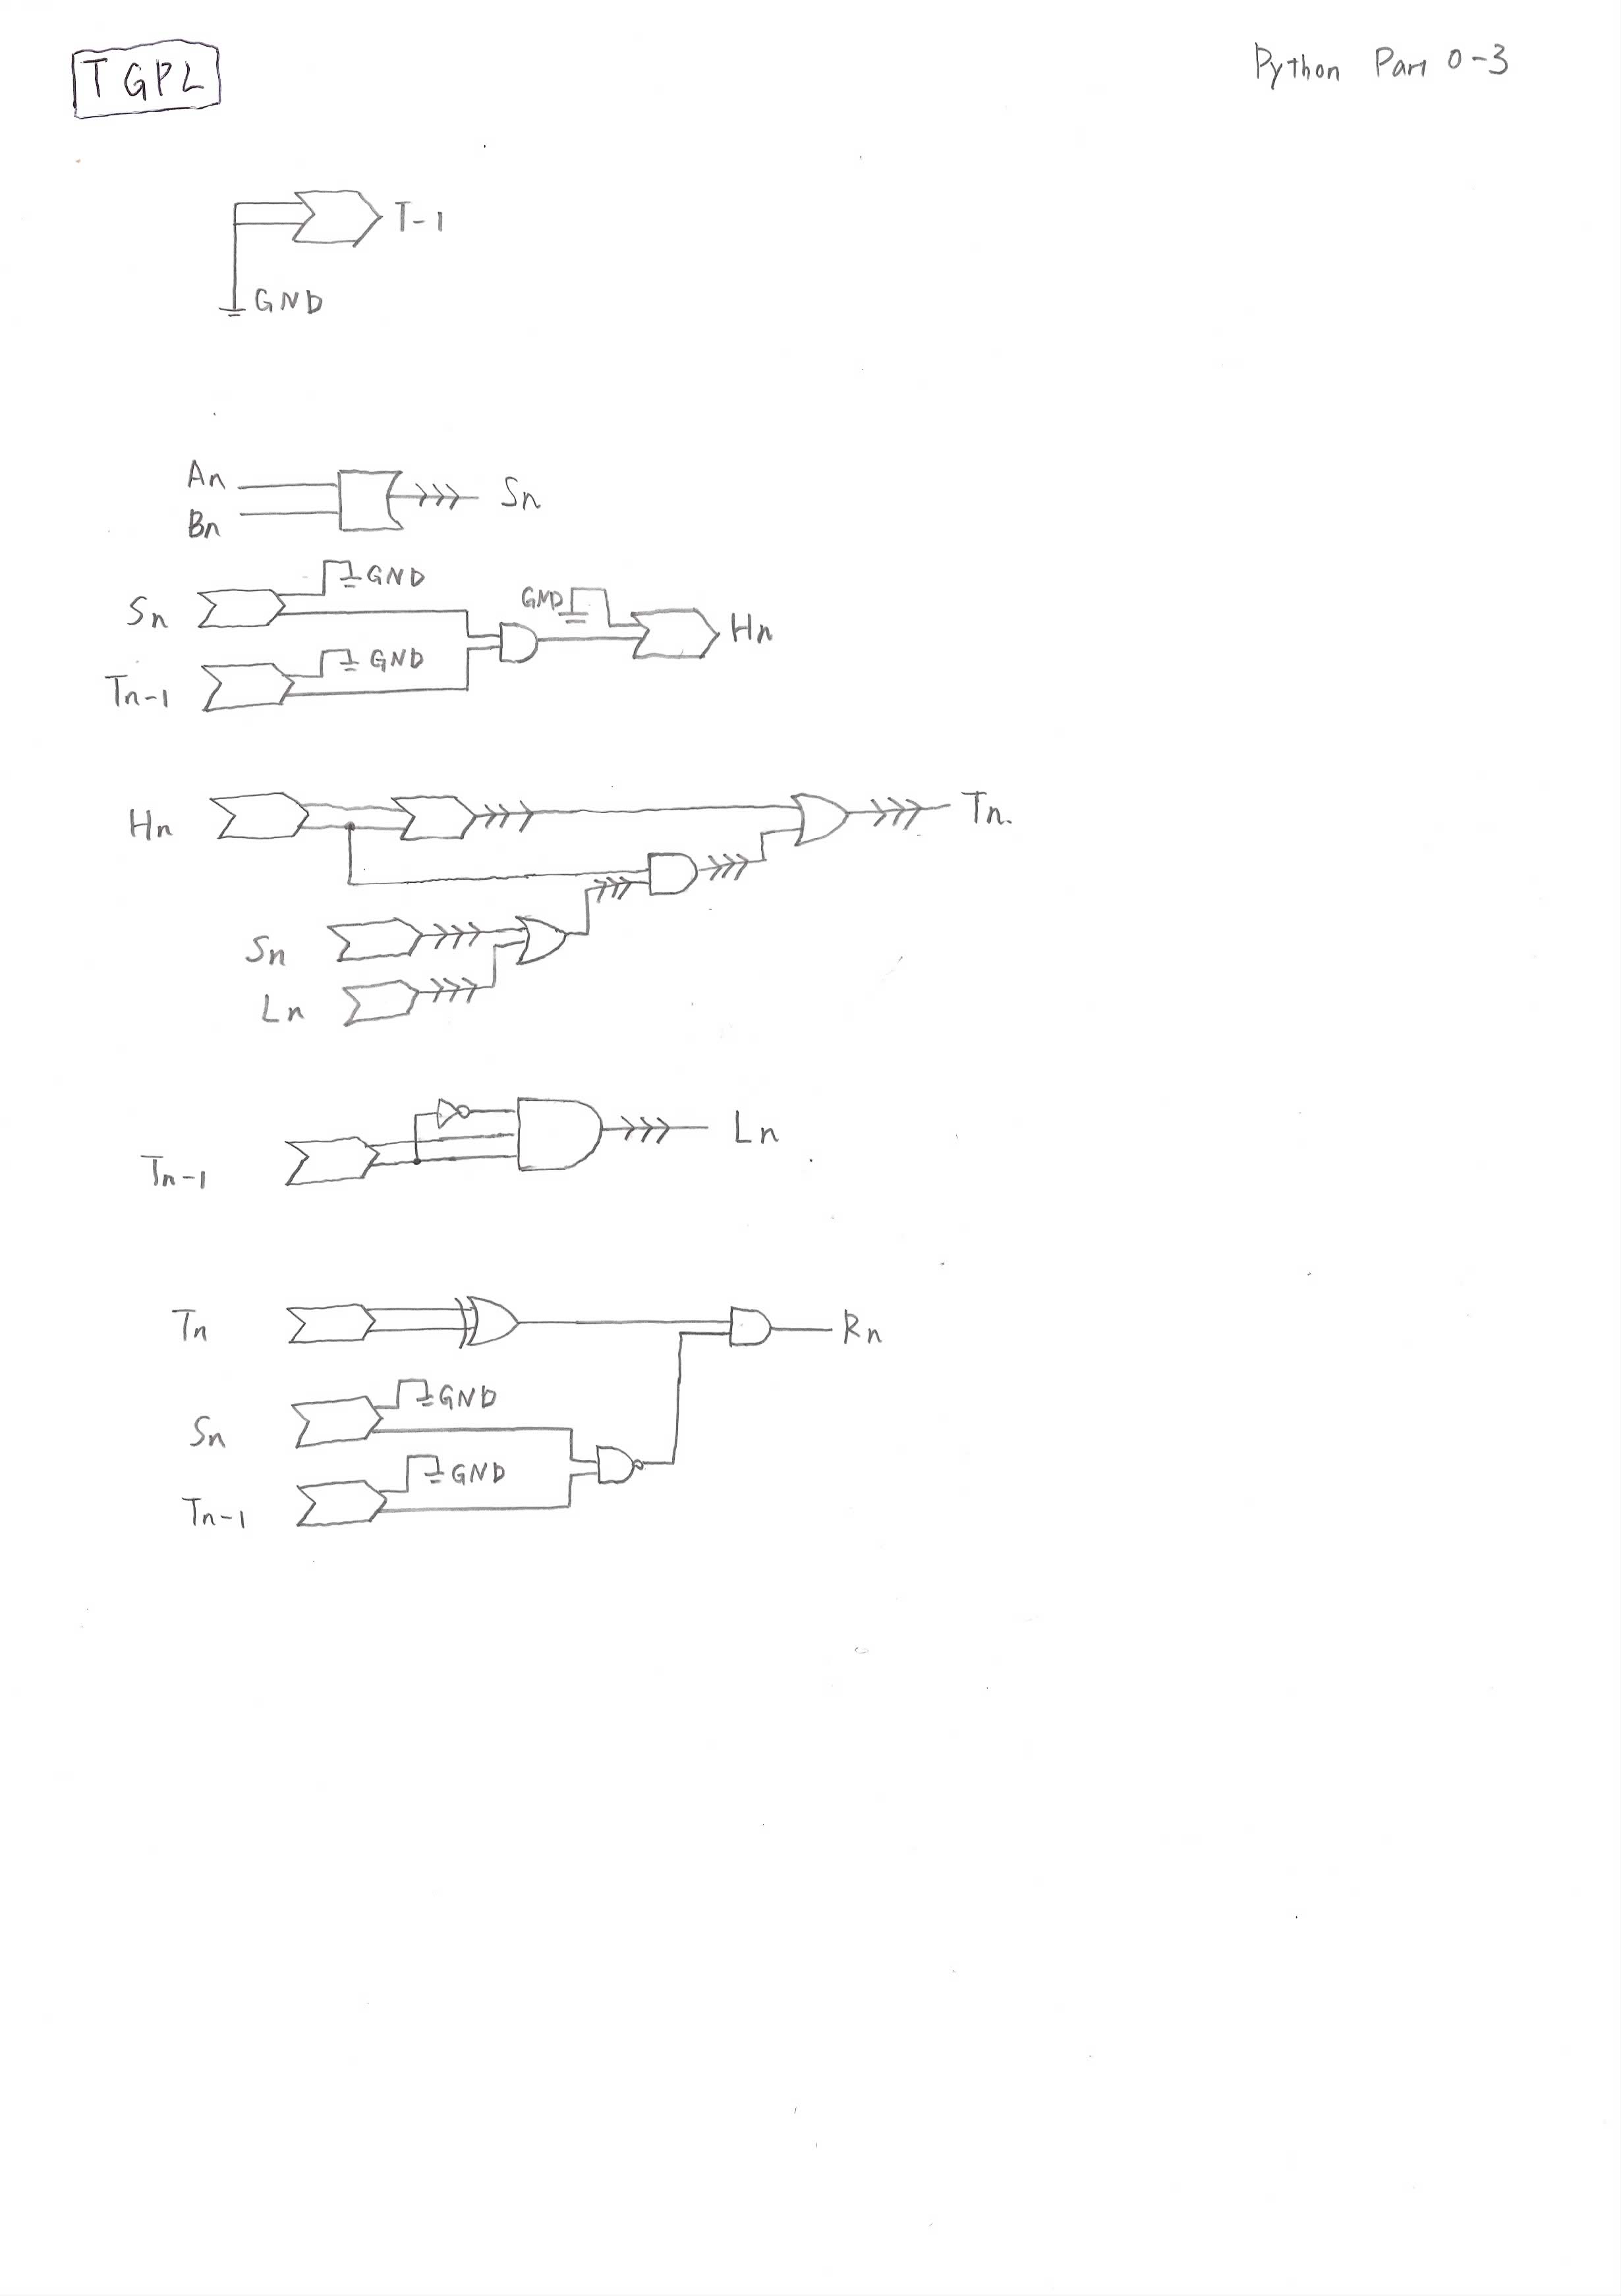 TGPL
Python Part 0-3
T-1
GND
An
Bn
Sn
GND
Sn
GND
Hn
GND
Tn-1
Hn
Tn.
Sn
Ln
Ln
Tn-1
Tn
Rn
GND
Sn
GND
Tn-1